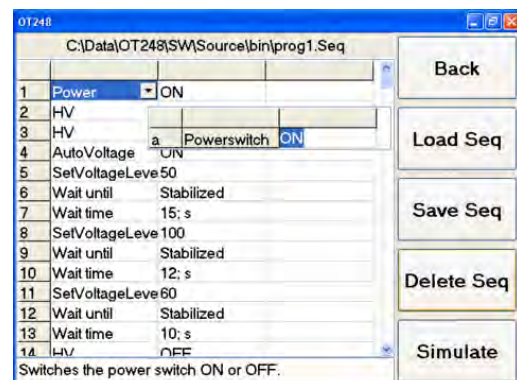 OT248
C:\Data\OT248\SW\Source\bin\prog1.Seq
1 Power ON
2 HV
3 HV
a Powerswitch ON
4 AutoVoltage ON
5 SetVoltageLeve 50
6 Wait until Stabilized
7 Wait time 15; s
8 SetVoltageLeve 100
9 Wait until Stabilized
10 Wait time 12; s
11 SetVoltageLeve 60
12 Wait until Stabilized
13 Wait time 10; s
14 HV OFF
Switches the power switch ON or OFF.
Back
Load Seq
Save Seq
Delete Seq
Simulate